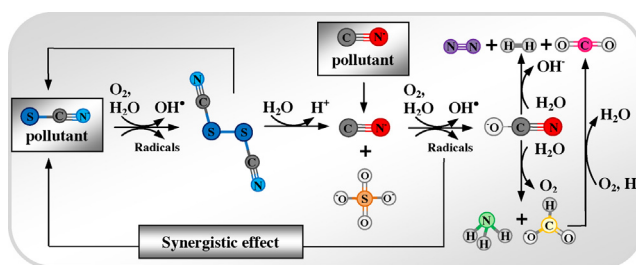 C N
pollutant
N N + H H + O C O
OH⁻
H₂O
O₂,
H₂O OH•
Radicals
S C N
pollutant
N
C
S S
C
N
H₂O H⁺
C N
O₂,
H₂O OH•
Radicals
⁻O C N
H₂O
O₂
H₂O
O₂, H
+
O
⁻O S O⁻
O
N
H H H
+
H
C
⁻O O
Synergistic effect